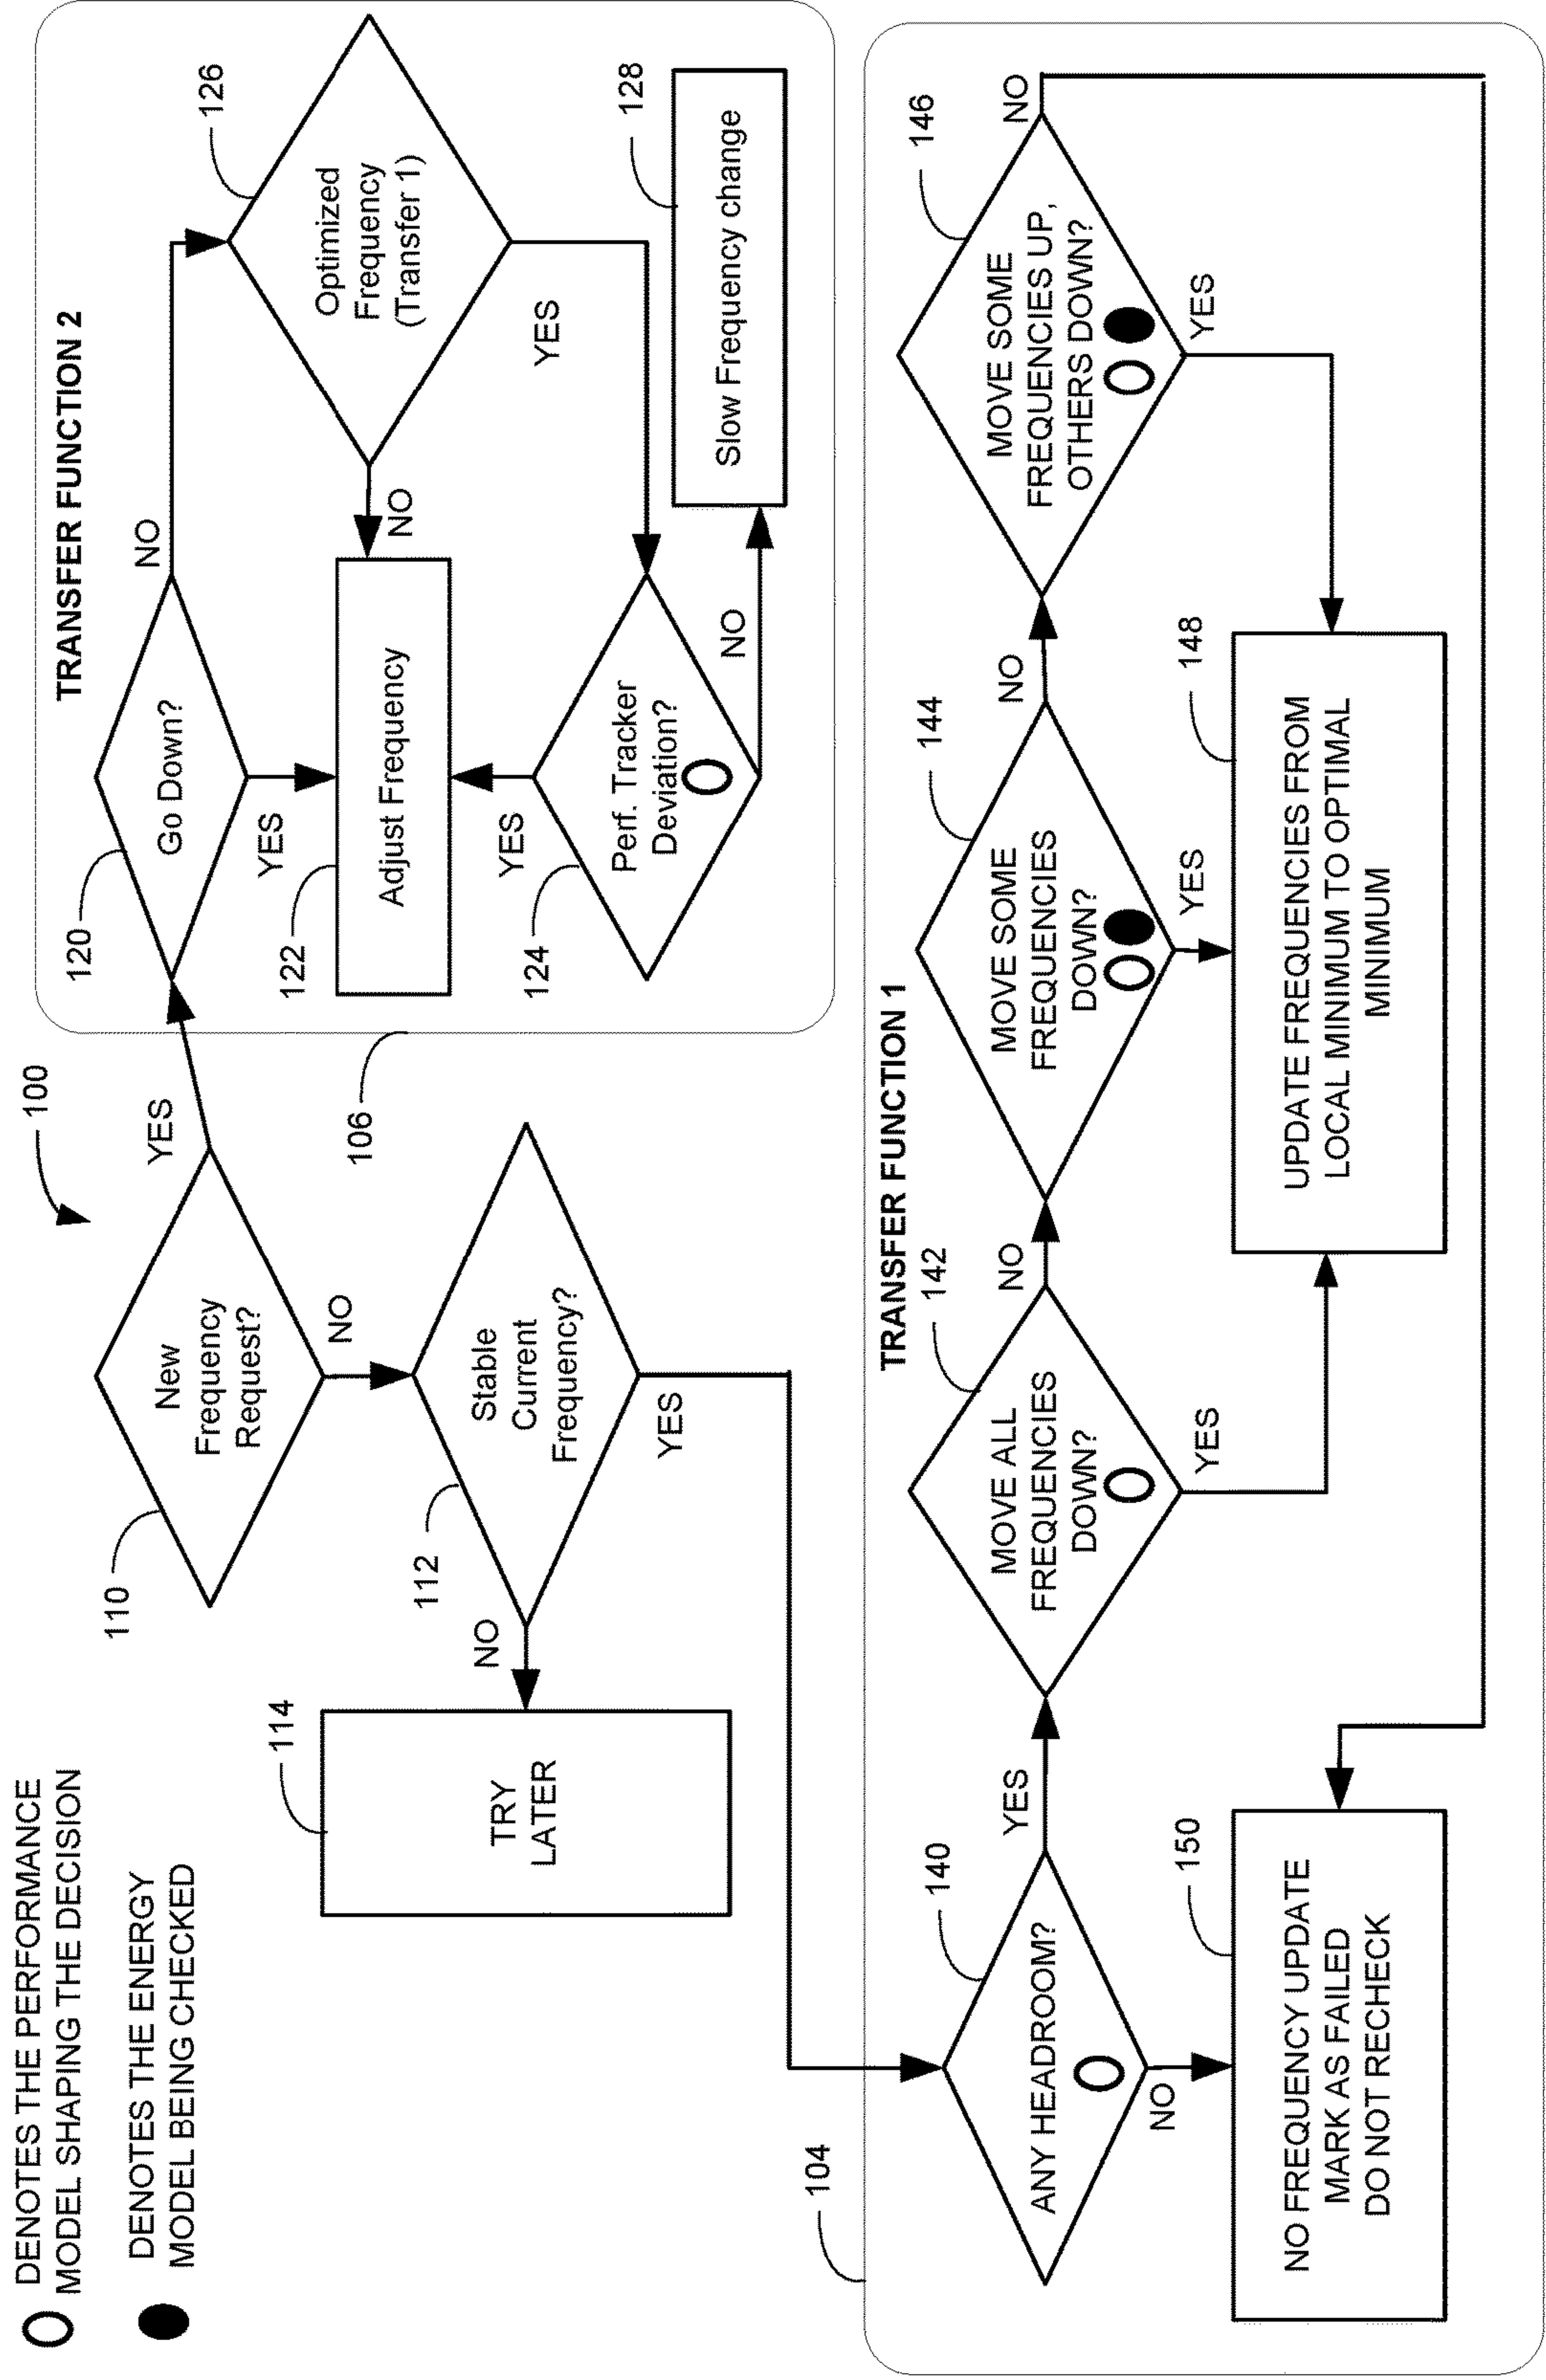 DENOTES THE PERFORMANCE
MODEL SHAPING THE DECISION
DENOTES THE ENERGY
MODEL BEING CHECKED
100
110
New
Frequency
Request?
YES
NO
112
Stable
Current
Frequency?
NO
YES
114
TRY
LATER
106
TRANSFER FUNCTION 2
120
Go Down?
NO
YES
122
Adjust Frequency
126
Optimized
Frequency
(Transfer 1)
NO
YES
124
Perf. Tracker
Deviation?
YES
NO
128
Slow Frequency change
104
TRANSFER FUNCTION 1
140
ANY HEADROOM?
YES
NO
142
MOVE ALL
FREQUENCIES
DOWN?
NO
YES
144
MOVE SOME
FREQUENCIES
DOWN?
NO
YES
146
MOVE SOME
FREQUENCIES UP,
OTHERS DOWN?
NO
YES
148
UPDATE FREQUENCIES FROM
LOCAL MINIMUM TO OPTIMAL
MINIMUM
150
NO FREQUENCY UPDATE
MARK AS FAILED
DO NOT RECHECK